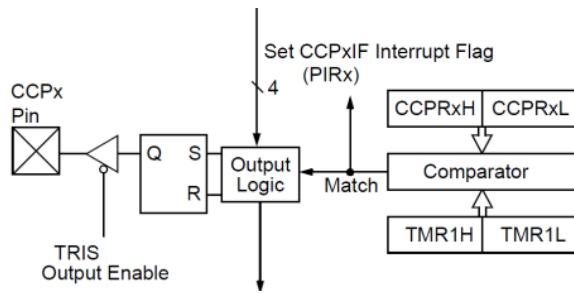 Set CCPxIF Interrupt Flag
(PIRx)
CCPx
Pin
4
CCPRxH CCPRxL
Q S
R
Output
Logic
Match
Comparator
TRIS
Output Enable
TMR1H TMR1L